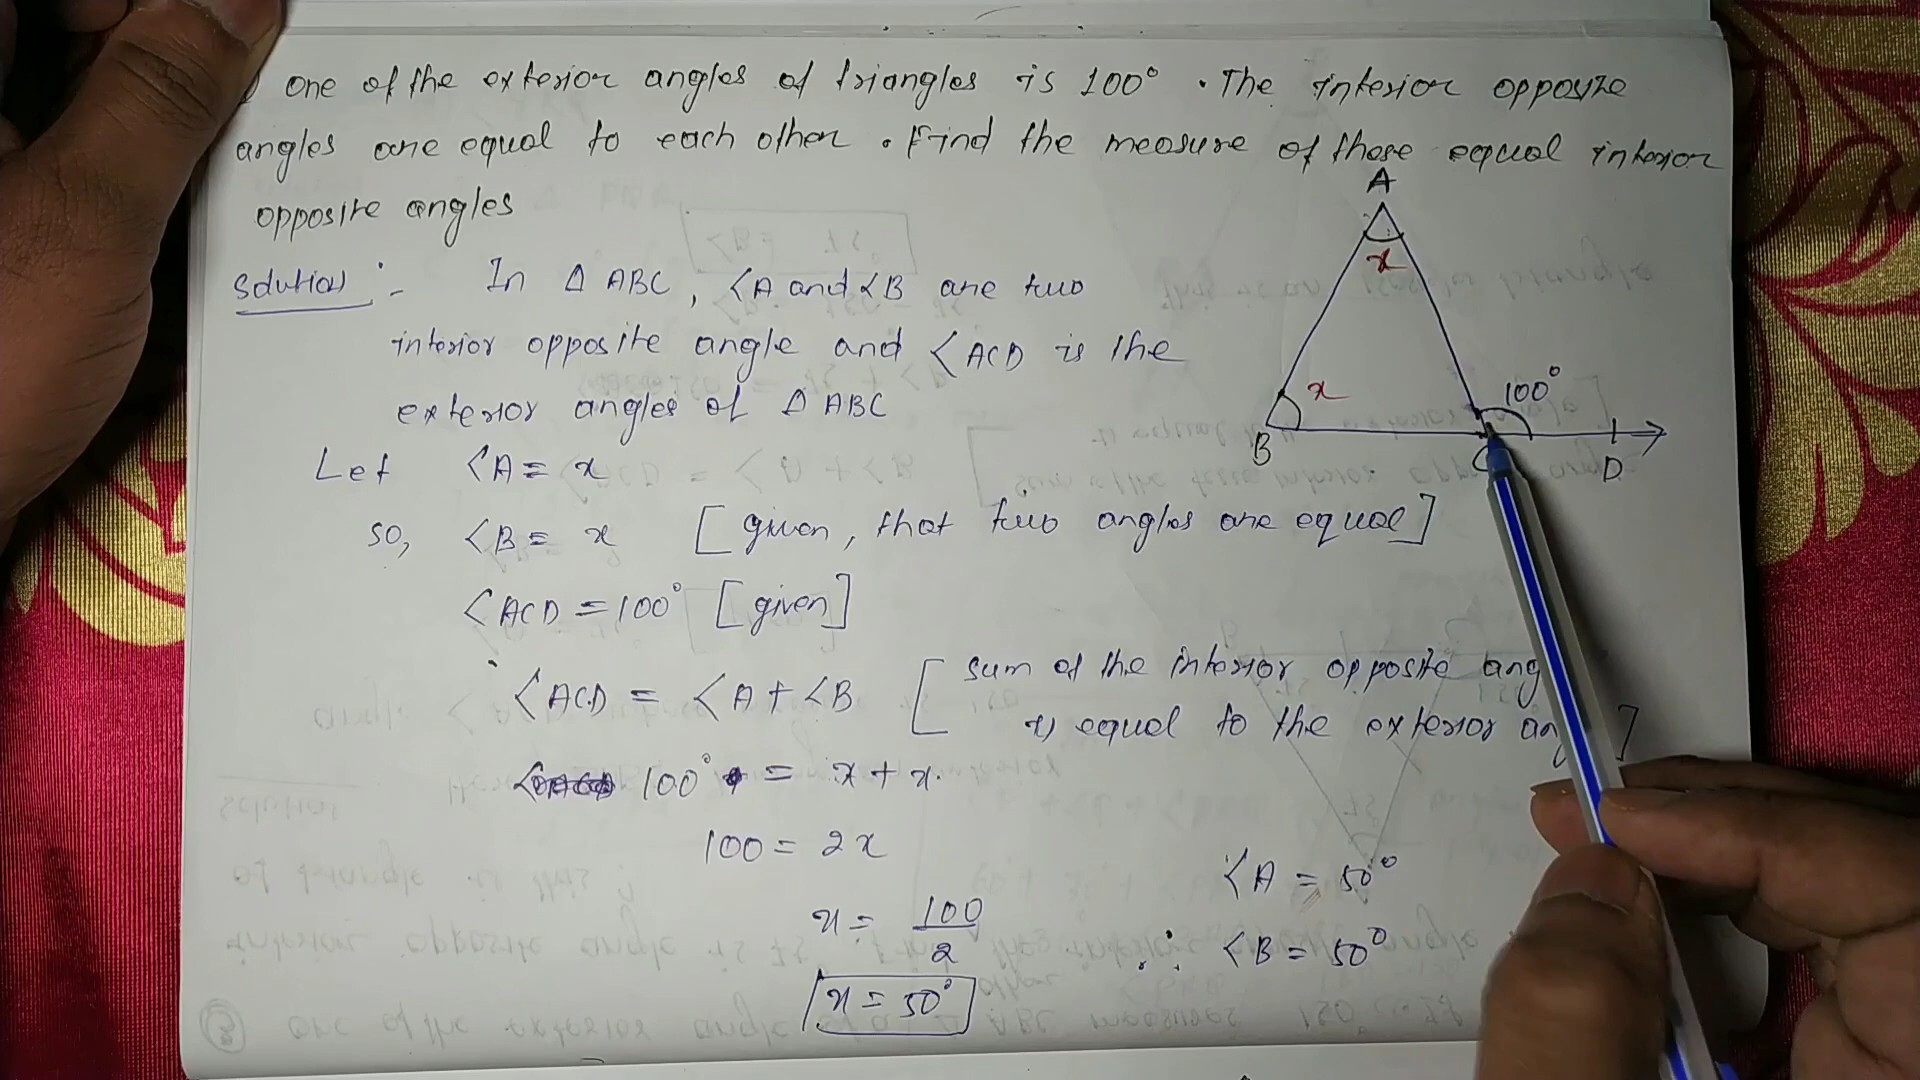 one of the exterior angles of triangles is 100° . The interior opposite
angles are equal to each other . Find the measure of those equal interior
opposite angles
Solution :- In Δ ABC, ∠A and ∠B are two
interior opposite angle and ∠ACD is the
exterior angles of Δ ABC
Let ∠A = x
so, ∠B = x [given, that two angles are equal]
∠ACD = 100° [given]
∠ACD = ∠A + ∠B [sum of the interior opposite ang
is equal to the exterior an ]
100° = x + x
100 = 2x
x = 100/2
x = 50°
∠A = 50°
∴ ∠B = 50°
A
x
x
100°
B
C
D